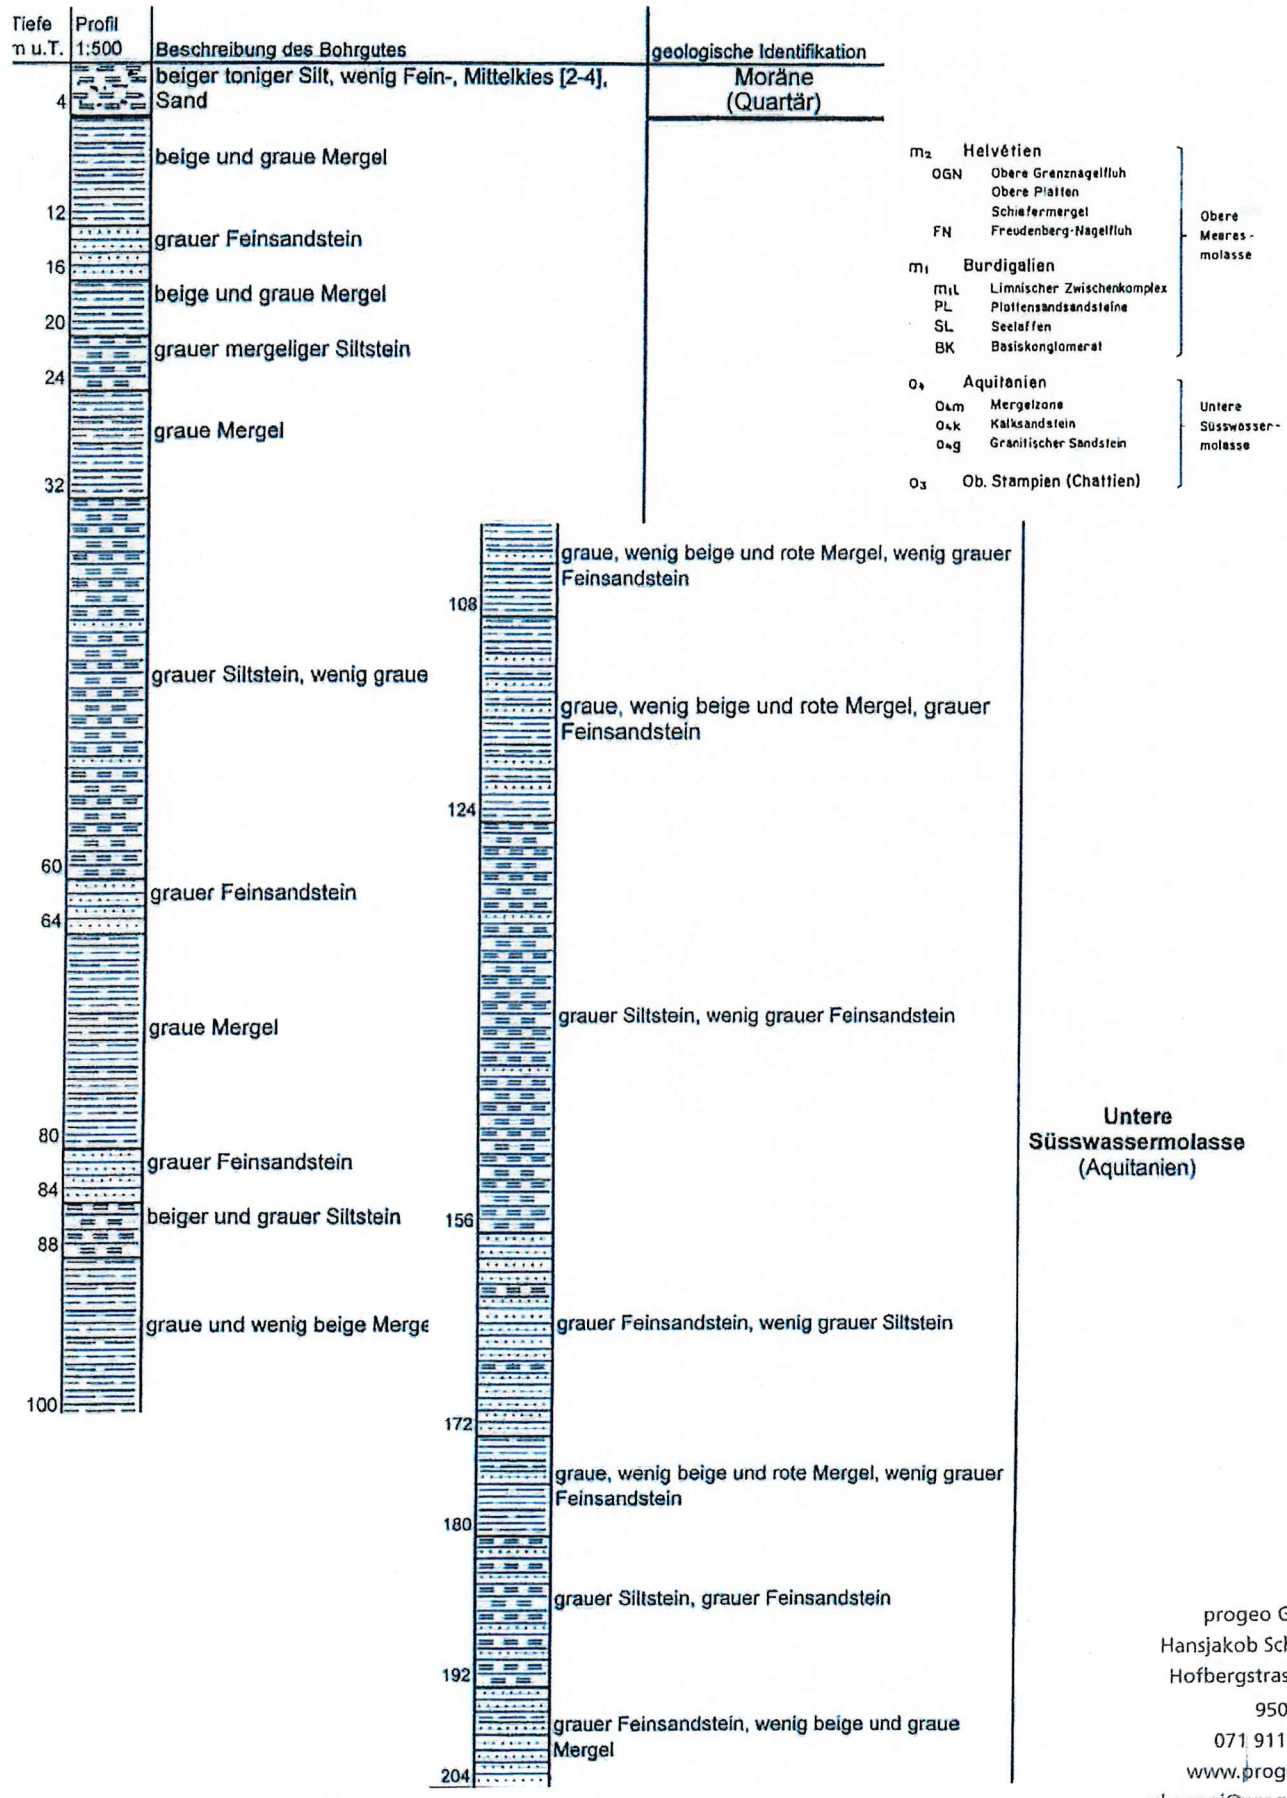 Tiefe Profil
m u.T. 1:500 Beschreibung des Bohrgutes geologische Identifikation
beiger toniger Silt, wenig Fein-, Mittelkies [2-4],
Sand
Moräne
(Quartär)
4
beige und graue Mergel
12
grauer Feinsandstein
16
beige und graue Mergel
20
grauer mergeliger Siltstein
24
graue Mergel
32
grauer Siltstein, wenig graue
60
grauer Feinsandstein
64
graue Mergel
80
grauer Feinsandstein
84
beiger und grauer Siltstein
88
graue und wenig beige Merge
100
m₂ Helvétien
OGN Obere Grenznagelfluh
Obere Platten
Schiefermergel
FN Freudenberg-Nagelfluh
m₁ Burdigalien
m₁L Limnischer Zwischenkomplex
PL Plattensandsandsteine
SL Seelaffen
BK Basiskonglomerat
Obere
Meeres-
molasse
O₄ Aquitanien
O₄m Mergelzone
O₄k Kalksandstein
O₄g Granitischer Sandstein
O₃ Ob. Stampien (Chattien)
Untere
Süsswasser-
molasse
graue, wenig beige und rote Mergel, wenig grauer
Feinsandstein
108
graue, wenig beige und rote Mergel, grauer
Feinsandstein
124
grauer Siltstein, wenig grauer Feinsandstein
156
grauer Feinsandstein, wenig grauer Siltstein
172
graue, wenig beige und rote Mergel, wenig grauer
Feinsandstein
180
grauer Siltstein, grauer Feinsandstein
192
grauer Feinsandstein, wenig beige und graue
Mergel
204
Untere
Süsswassermolasse
(Aquitanien)
progeo G
Hansjakob Sch
Hofbergstras
950
071 911
www.prog